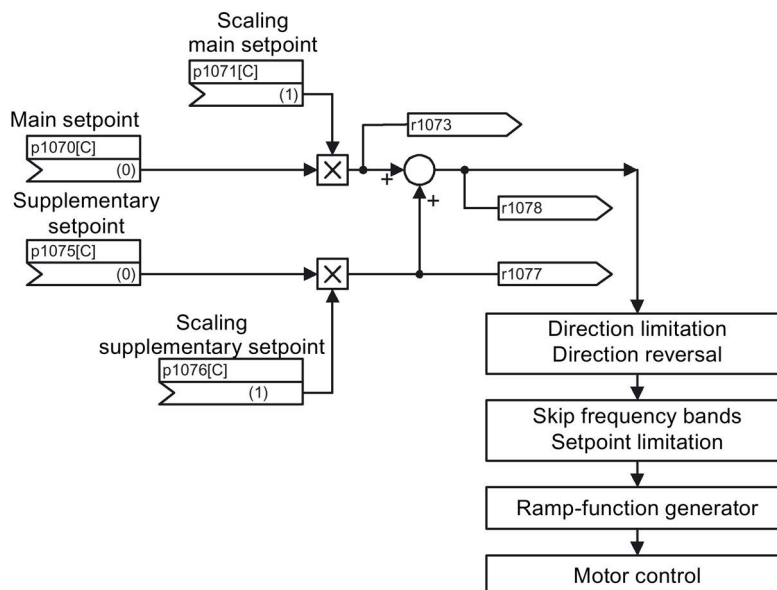 Scaling
main setpoint
p1071[C]
(1)
Main setpoint
p1070[C]
(0)
r1073
+
+
r1078
Supplementary
setpoint
p1075[C]
(0)
r1077
Scaling
supplementary setpoint
p1076[C]
(1)
Direction limitation
Direction reversal
Skip frequency bands
Setpoint limitation
Ramp-function generator
Motor control